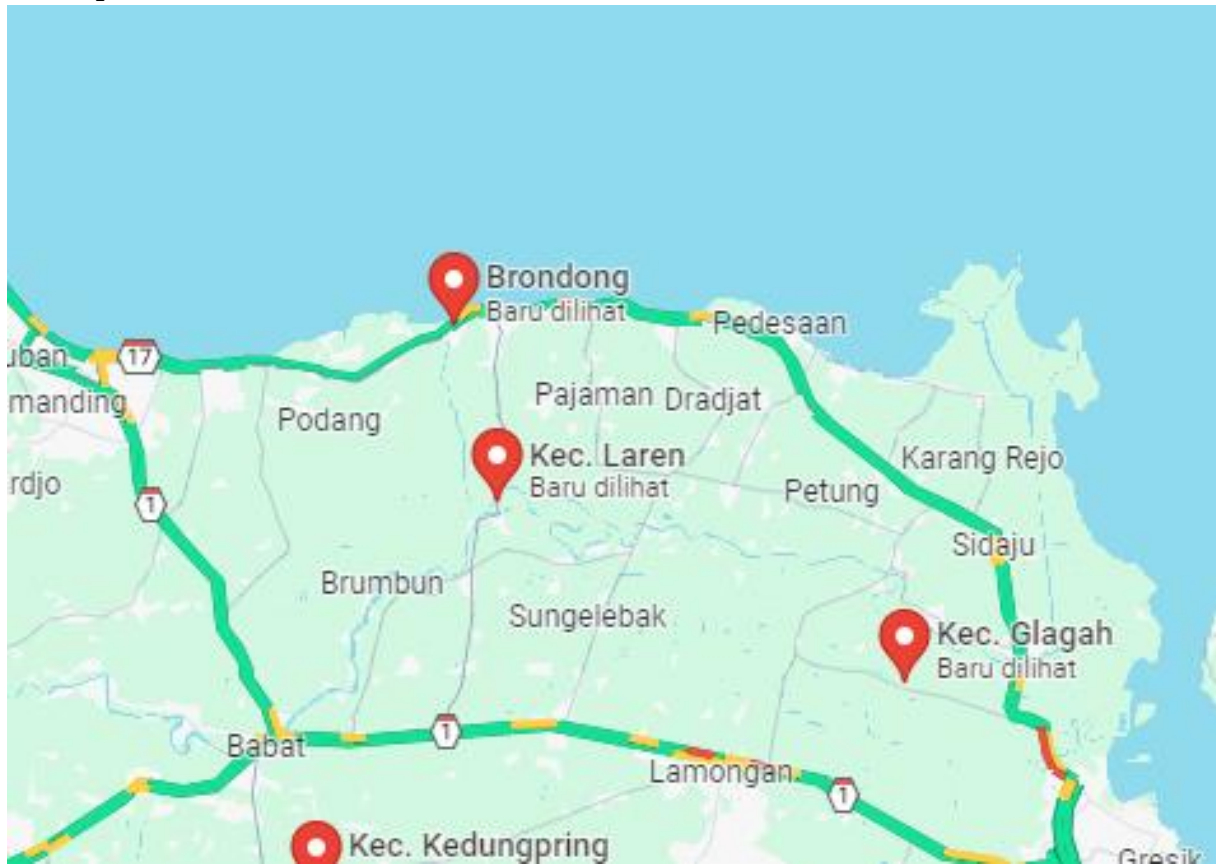 Brondong
Baru dilihat
Pedesaan
uban
17
manding
Podang
Pajaman
Dradjat
Kec. Laren
Baru dilihat
Karang Rejo
rdjo
1
Petung
Sidaju
Brumbun
Sungelebak
Kec. Glagah
Baru dilihat
Babat
1
Lamongan
1
Kec. Kedungpring
Gresik